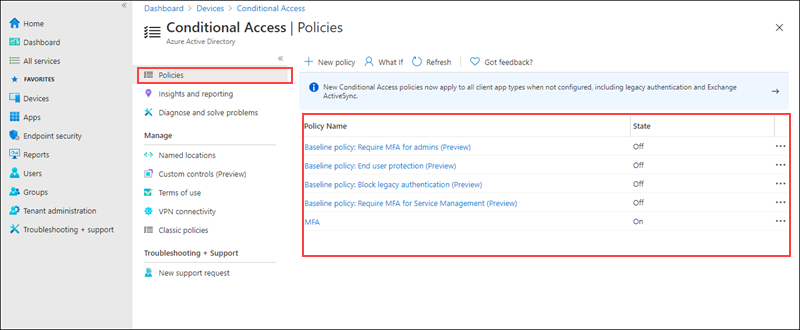 Home
Dashboard
All services
FAVORITES
Devices
Apps
Endpoint security
Reports
Users
Groups
Tenant administration
Troubleshooting + support
Dashboard > Devices > Conditional Access
Conditional Access | Policies
Azure Active Directory
Policies
Insights and reporting
Diagnose and solve problems
Manage
Named locations
Custom controls (Preview)
Terms of use
VPN connectivity
Classic policies
Troubleshooting + Support
New support request
New policy What If Refresh Got feedback?
New Conditional Access policies now apply to all client app types when not configured, including legacy authentication and Exchange
ActiveSync.
Policy Name State
Baseline policy: Require MFA for admins (Preview) Off
Baseline policy: End user protection (Preview) Off
Baseline policy: Block legacy authentication (Preview) Off
Baseline policy: Require MFA for Service Management (Preview) Off
MFA On